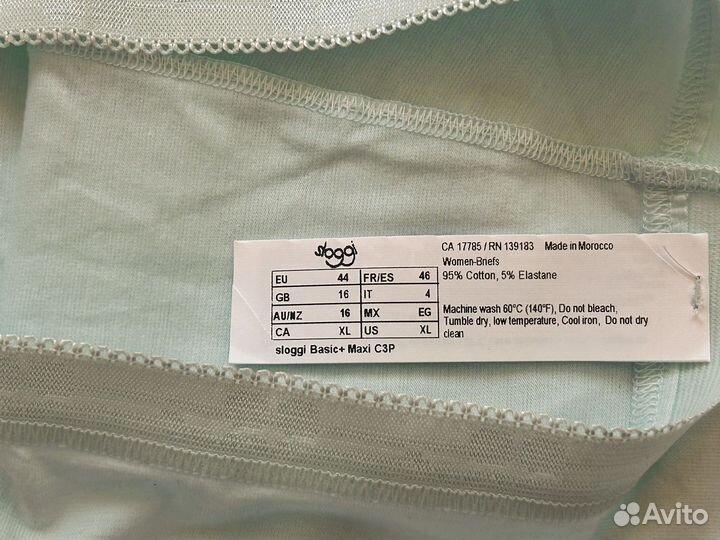 sloggi
EU 44 FR/ES 46
GB 16 IT 4
AU/NZ 16 MX EG
CA XL US XL
sloggi Basic+ Maxi C3P
CA 17785 / RN 139183 Made in Morocco
Women-Briefs
95% Cotton, 5% Elastane
Machine wash 60°C (140°F), Do not bleach,
Tumble dry, low temperature, Cool iron, Do not dry
clean
Avito